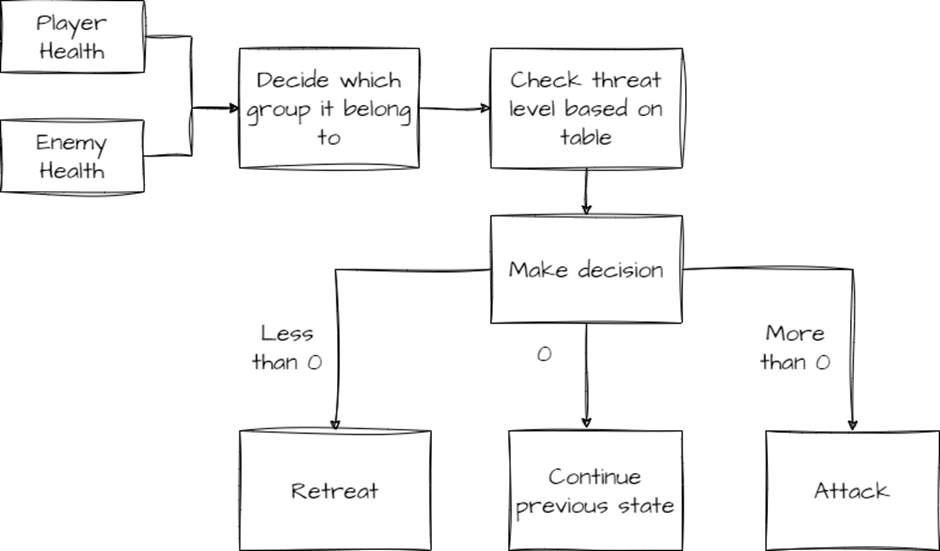 Player
Health
Enemy
Health
Decide which
group it belong
to
Check threat
level based on
table
Make decision
Less
than 0
0
More
than 0
Retreat
Continue
previous state
Attack